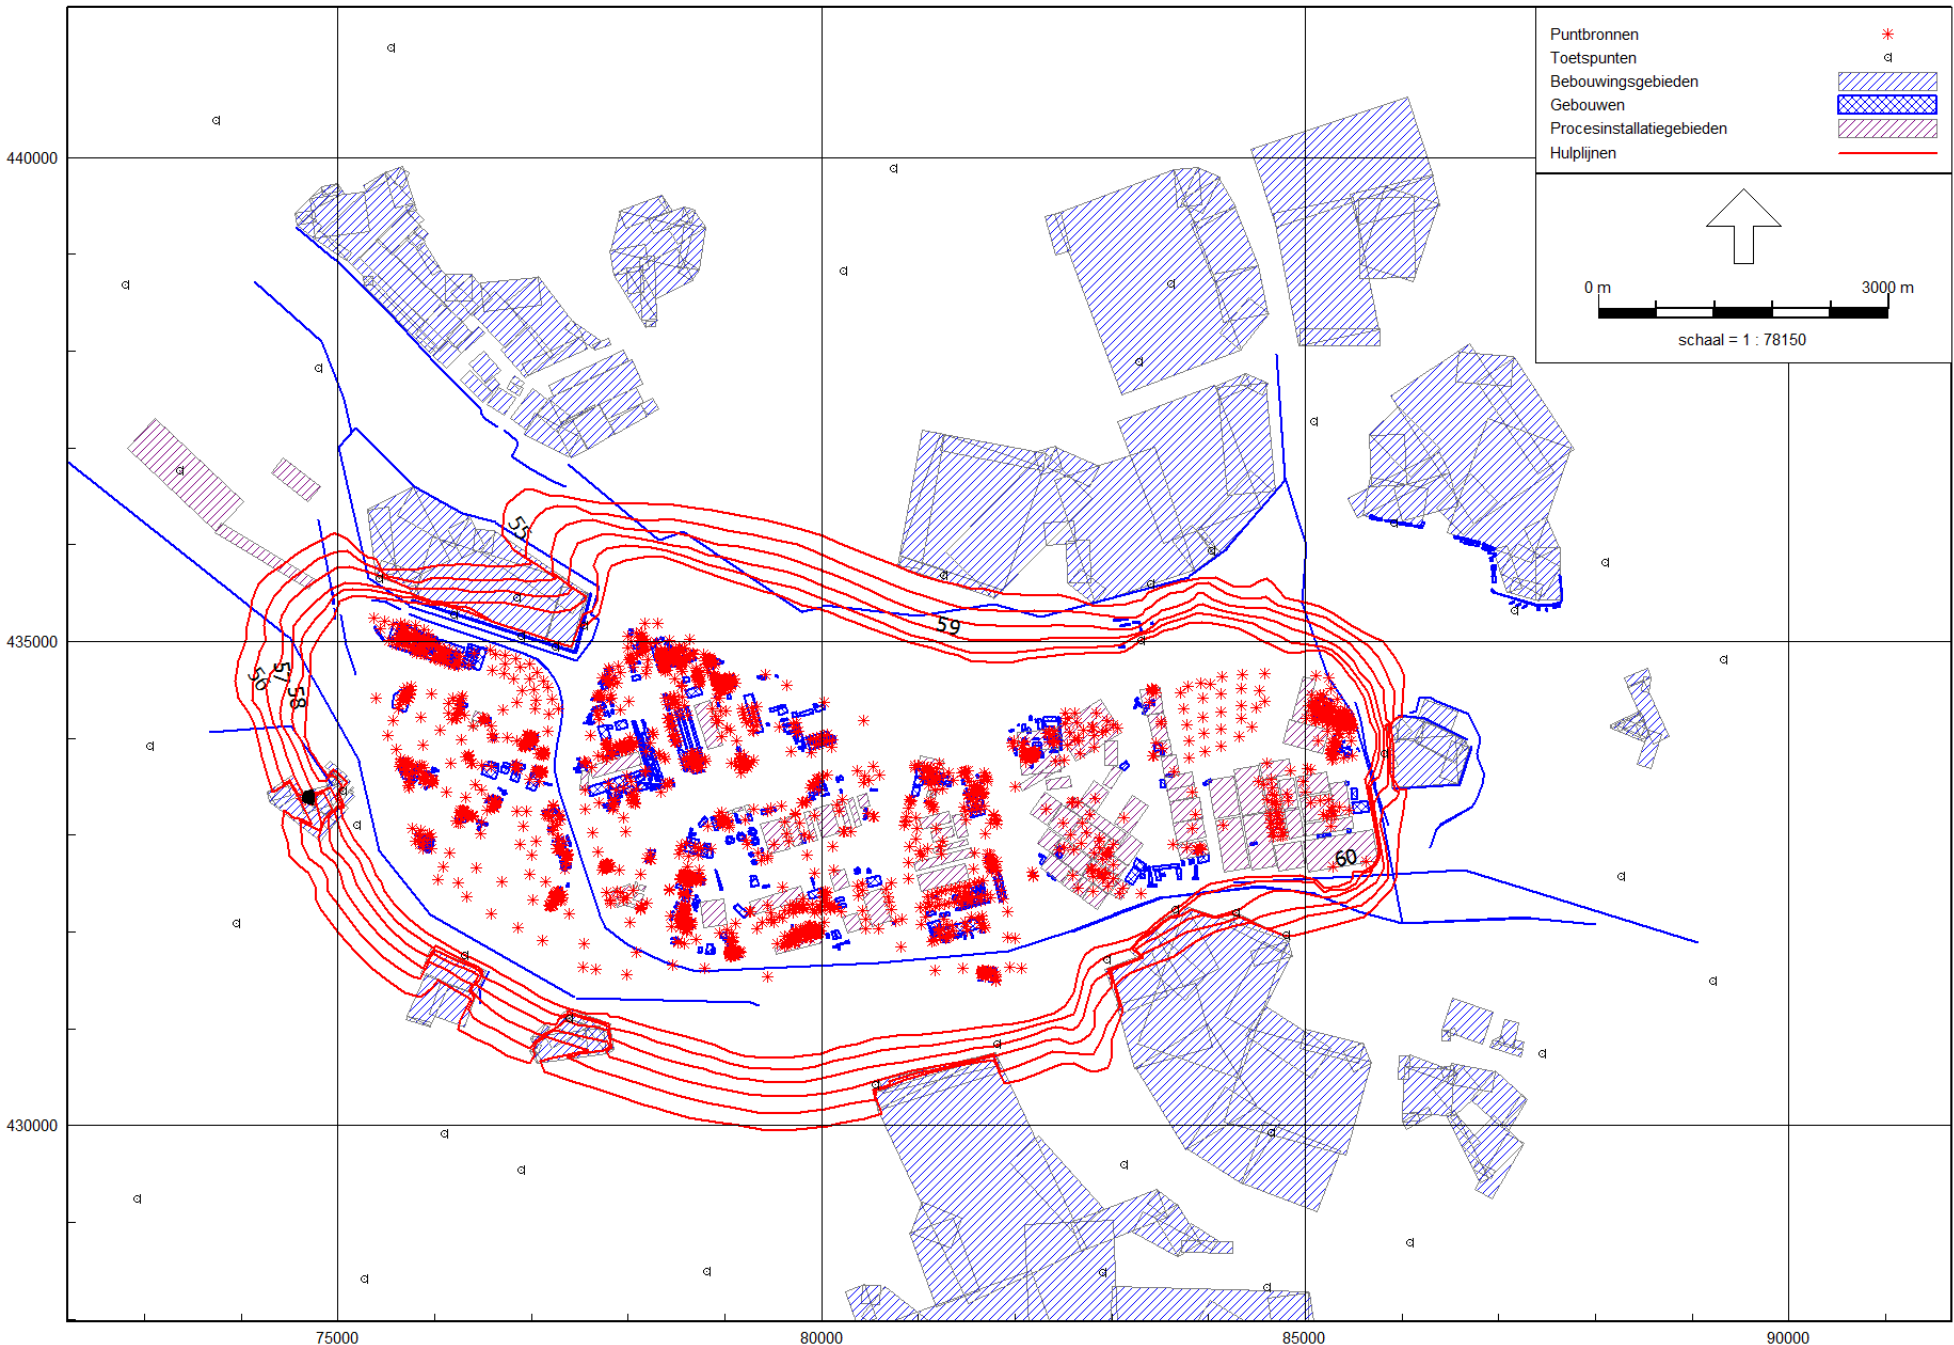 Puntbronnen
Toetspunten
Bebouwingsgebieden
Gebouwen
Procesinstallatiegebieden
Hulplijnen
0 m 3000 m
schaal = 1 : 78150
440000
435000
430000
75000 80000 85000 90000
55
59
56
57
58
60